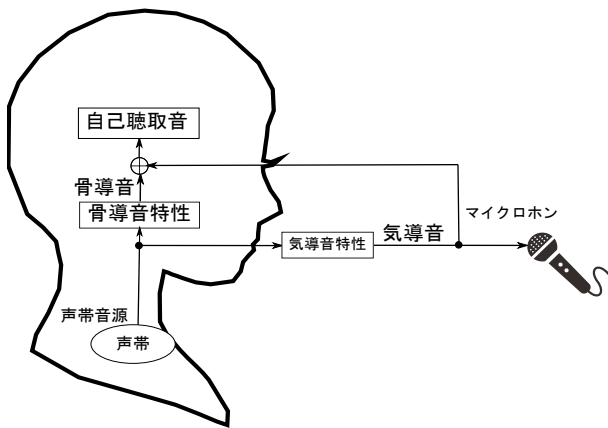 自己聴取音
骨導音
骨導音特性
マイクロホン
気導音特性
気導音
声帯音源
声帯